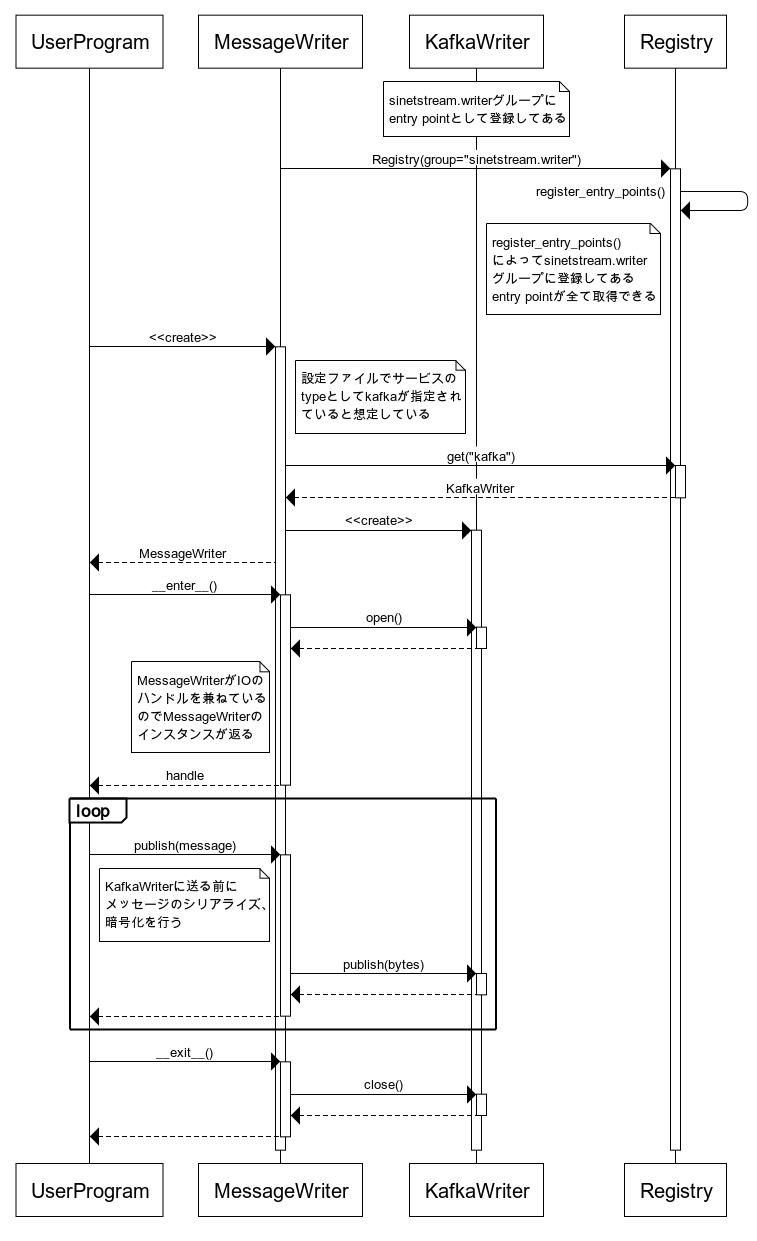 UserProgram
MessageWriter
KafkaWriter
Registry
sinetstream.writerグループに
entry pointとして登録してある
Registry(group="sinetstream.writer")
register_entry_points()
register_entry_points()
によってsinetstream.writer
グループに登録してある
entry pointが全て取得できる
<<create>>
設定ファイルでサービスの
typeとしてkafkaが指定され
ていると想定している
get("kafka")
KafkaWriter
<<create>>
MessageWriter
__enter__()
open()
MessageWriterがIOの
ハンドルを兼ねている
のでMessageWriterの
インスタンスが返る
handle
loop
publish(message)
KafkaWriterに送る前に
メッセージのシリアライズ、
暗号化を行う
publish(bytes)
__exit__()
close()
UserProgram
MessageWriter
KafkaWriter
Registry